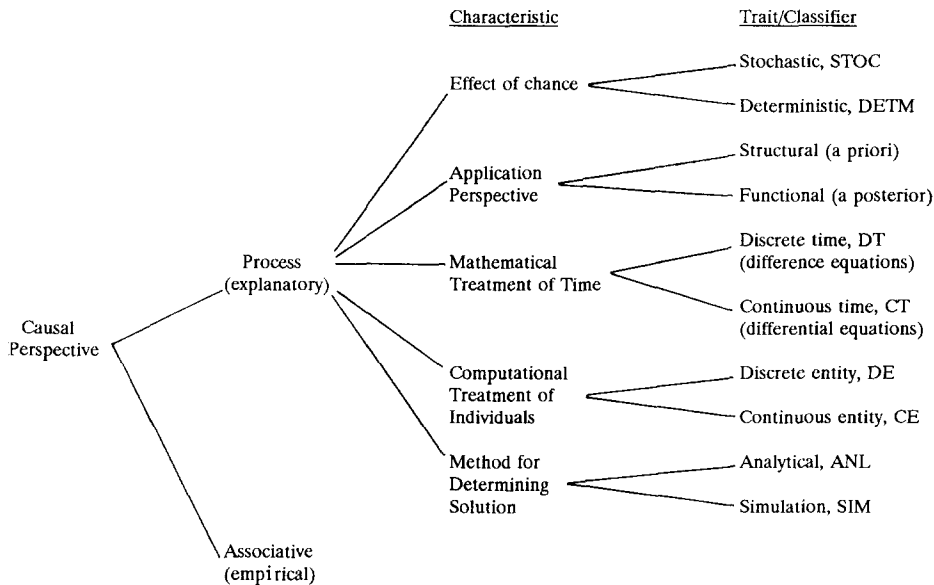 Characteristic
Trait/Classifier
Effect of chance
Stochastic, STOC
Deterministic, DETM
Application
Perspective
Structural (a priori)
Functional (a posterior)
Process
(explanatory)
Mathematical
Treatment of Time
Discrete time, DT
(difference equations)
Continuous time, CT
(differential equations)
Causal
Perspective
Computational
Treatment of
Individuals
Discrete entity, DE
Continuous entity, CE
Method for
Determining
Solution
Analytical, ANL
Simulation, SIM
Associative
(empirical)